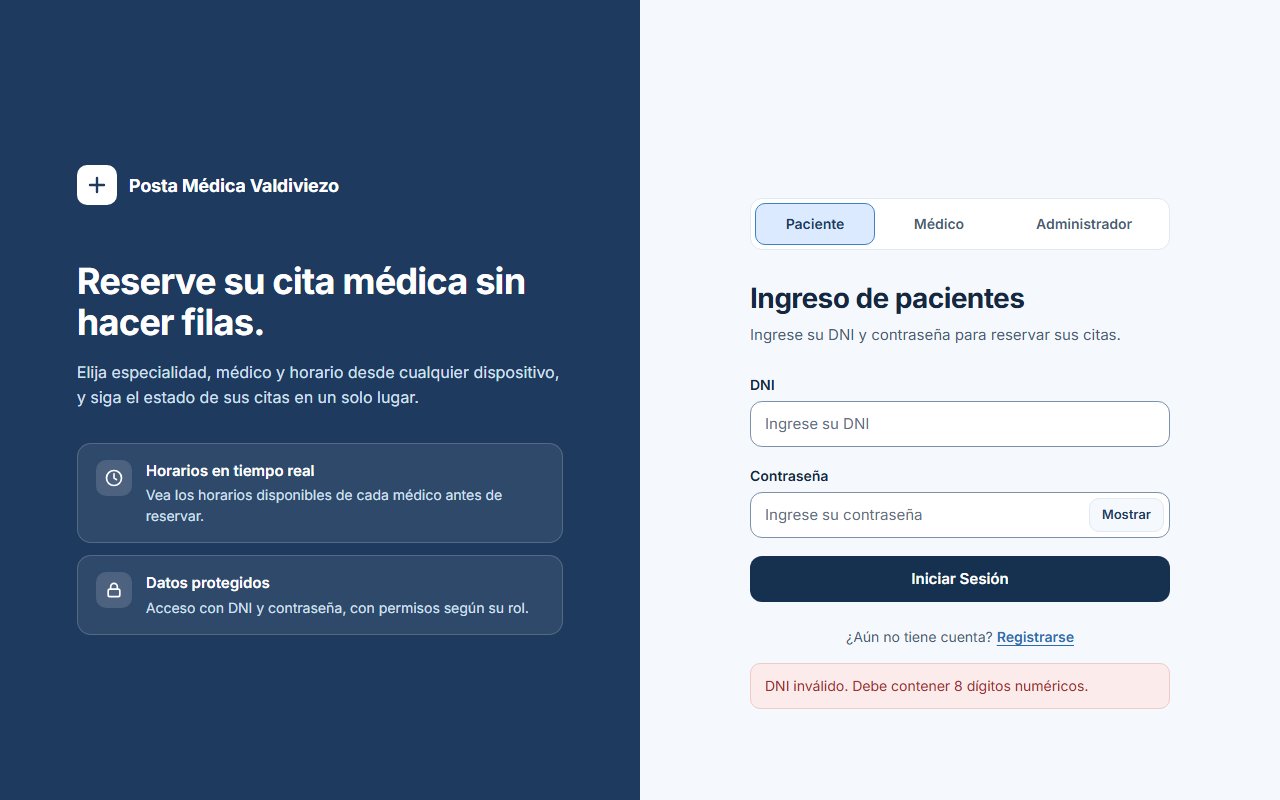 Posta Médica Valdiviezo
Reserve su cita médica sin
hacer filas.
Elija especialidad, médico y horario desde cualquier dispositivo,
y siga el estado de sus citas en un solo lugar.
Horarios en tiempo real
Vea los horarios disponibles de cada médico antes de
reservar.
Datos protegidos
Acceso con DNI y contraseña, con permisos según su rol.
Paciente Médico Administrador
Ingreso de pacientes
Ingrese su DNI y contraseña para reservar sus citas.
DNI
Ingrese su DNI
Contraseña
Ingrese su contraseña Mostrar
Iniciar Sesión
¿Aún no tiene cuenta? Registrarse
DNI inválido. Debe contener 8 dígitos numéricos.